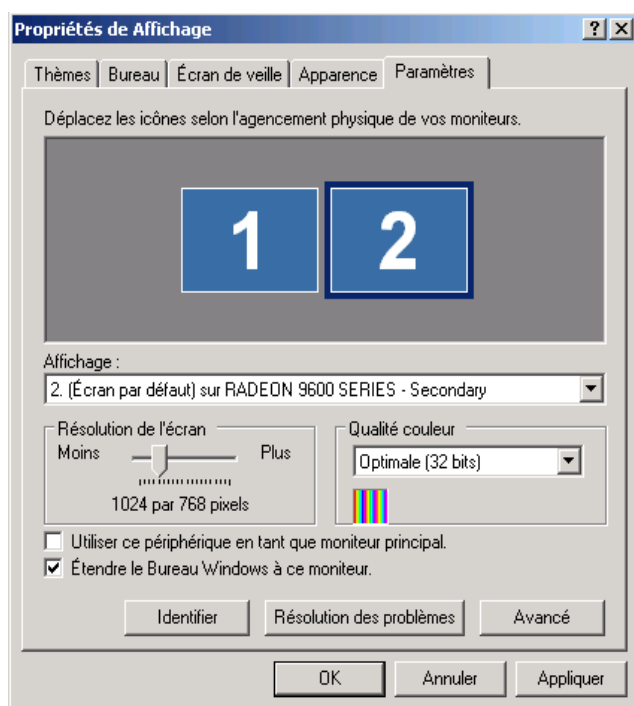 Propriétés de Affichage
Thèmes Bureau Écran de veille Apparence Paramètres
Déplacez les icônes selon l'agencement physique de vos moniteurs.
1 2
Affichage :
2. (Écran par défaut) sur RADEON 9600 SERIES - Secondary
Résolution de l'écran Qualité couleur
Moins Plus Optimale (32 bits)
1024 par 768 pixels
Utiliser ce périphérique en tant que moniteur principal.
Étendre le Bureau Windows à ce moniteur.
Identifier Résolution des problèmes Avancé
OK Annuler Appliquer